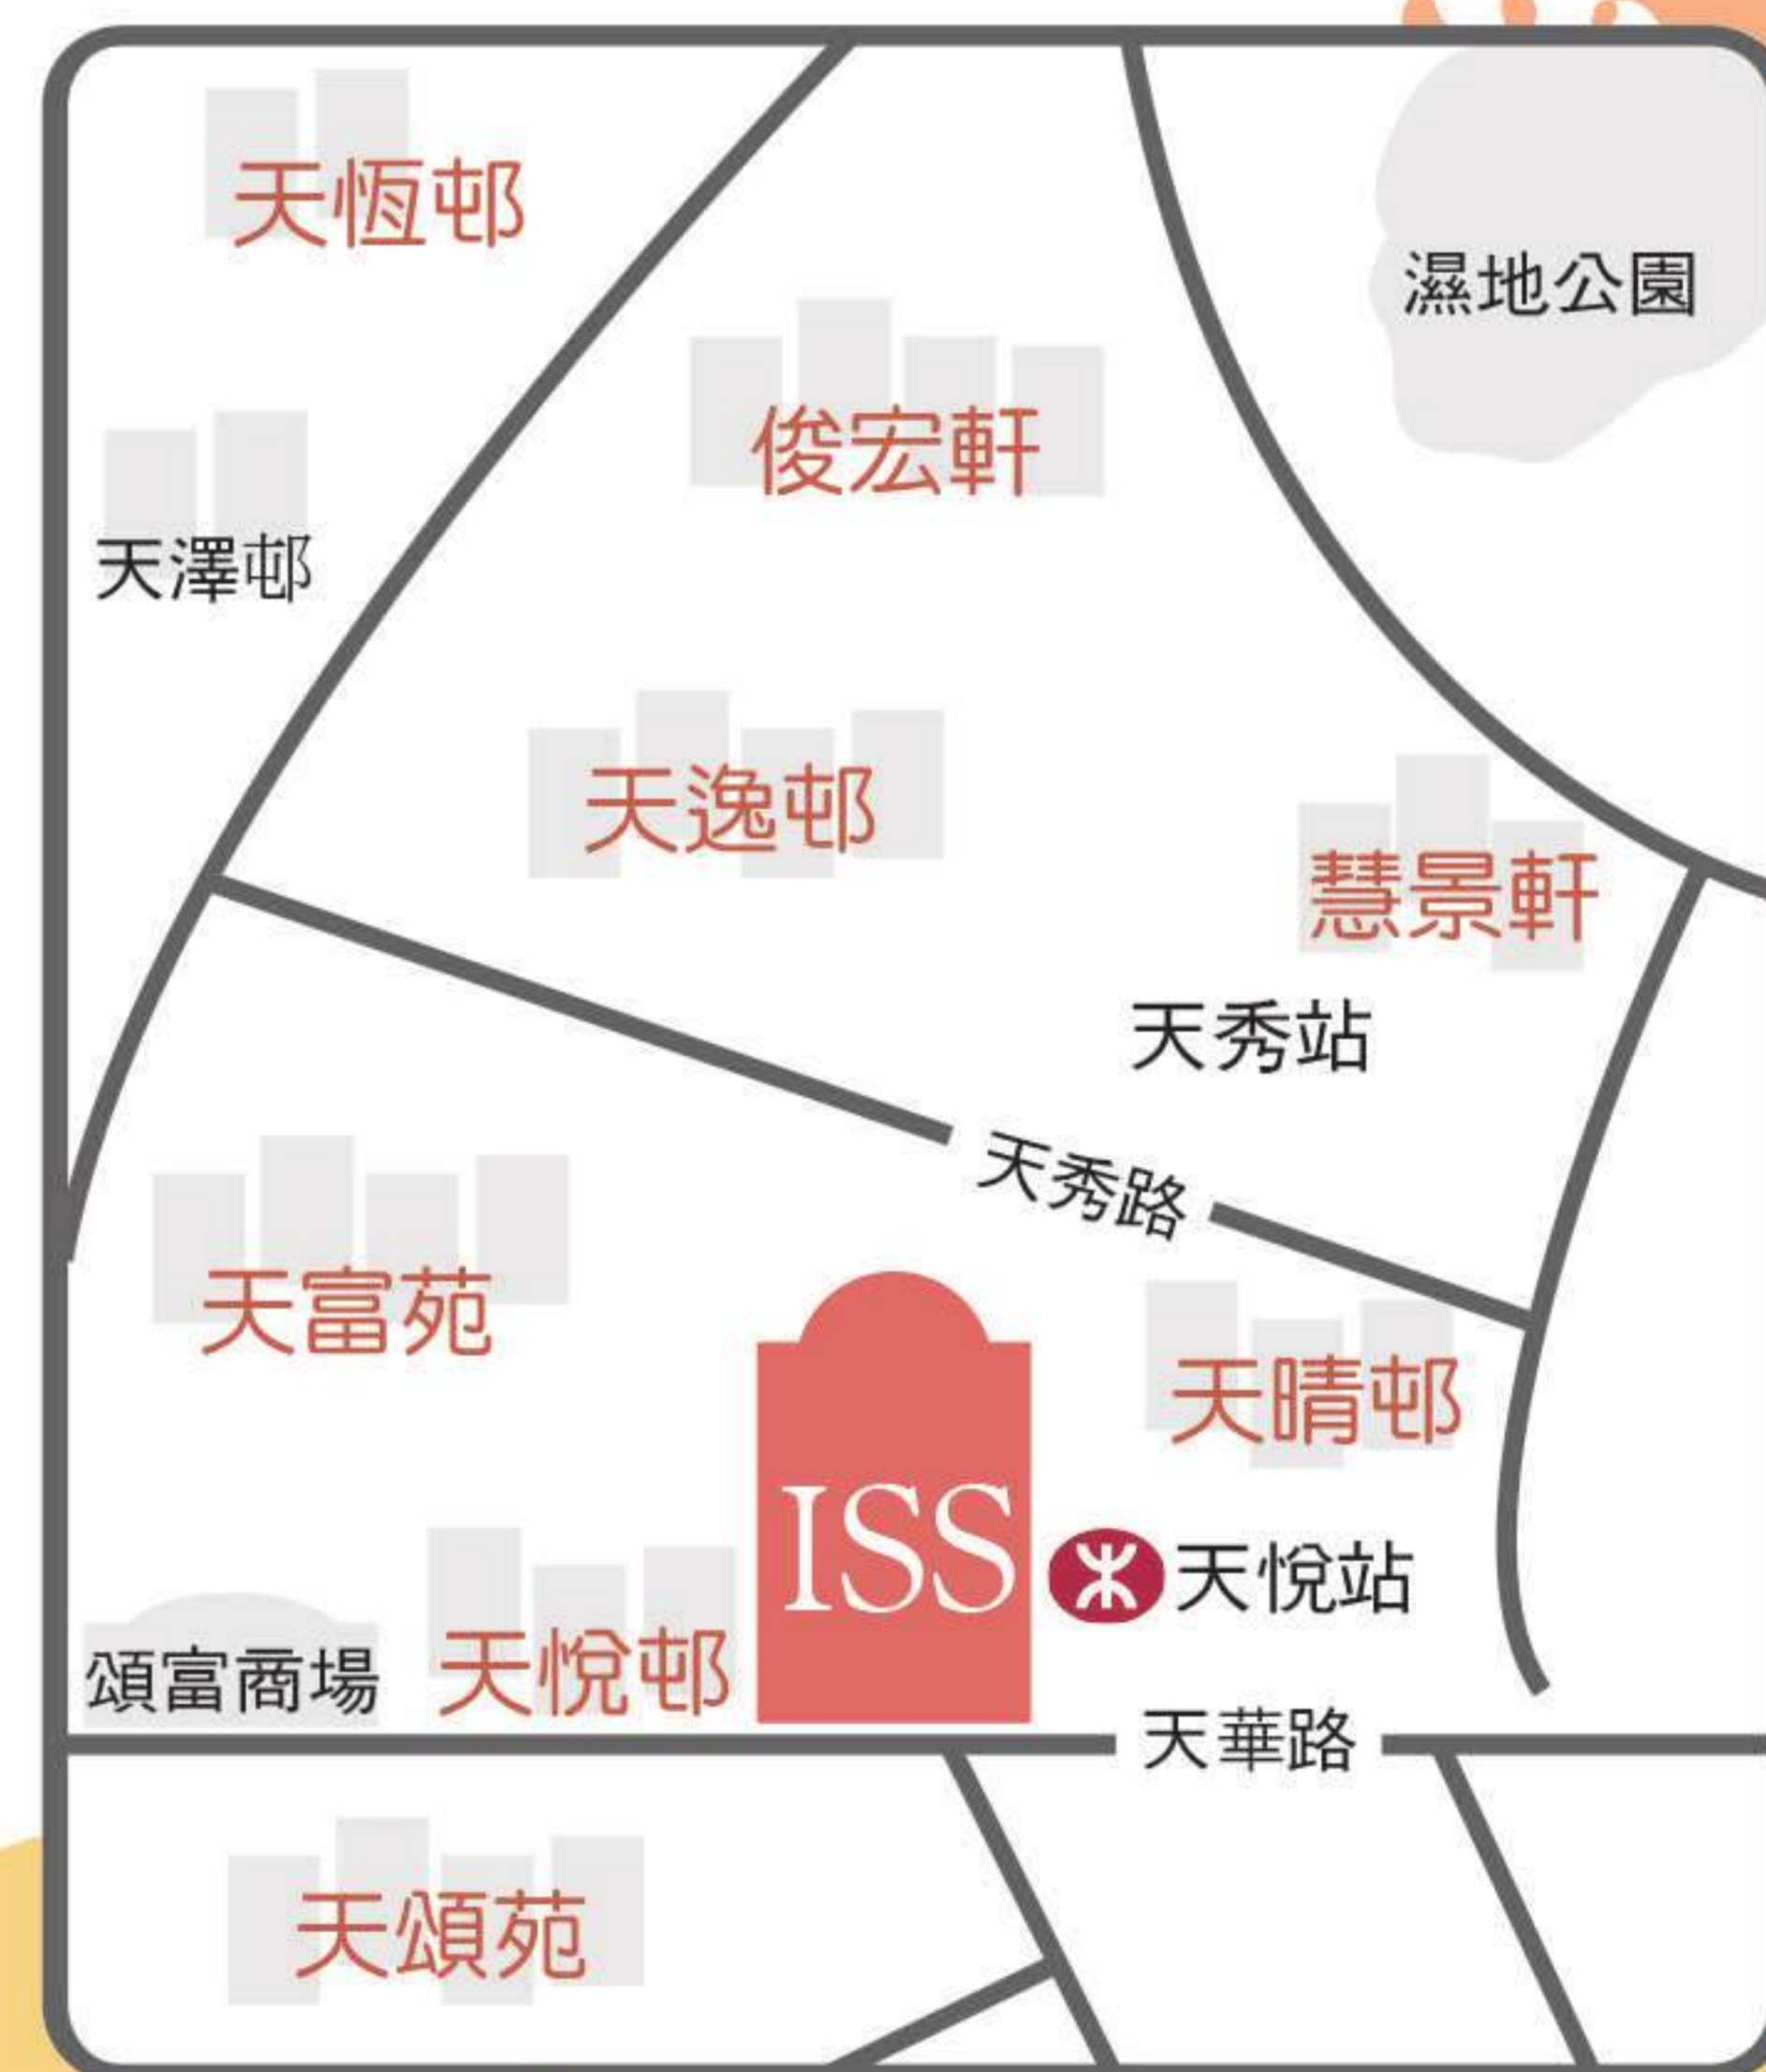 天恆邨
濕地公園
俊宏軒
天澤邨
天逸邨
慧景軒
天秀站
天秀路
天富苑
天晴邨
ISS
天悅站
頌富商場
天悅邨
天華路
天頌苑